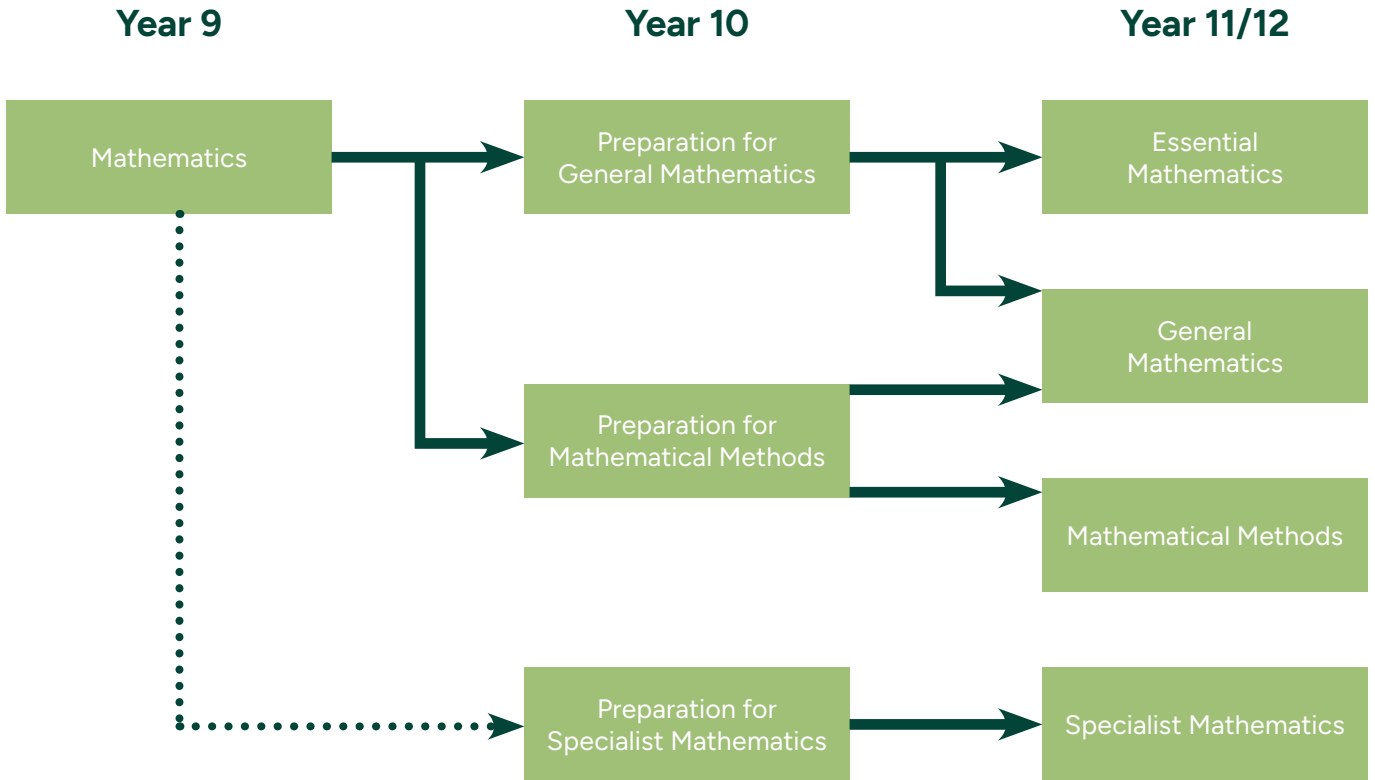 Year 9
Year 10
Year 11/12
Mathematics
Preparation for
General Mathematics
Essential
Mathematics
General
Mathematics
Preparation for
Mathematical Methods
Mathematical Methods
Preparation for
Specialist Mathematics
Specialist Mathematics